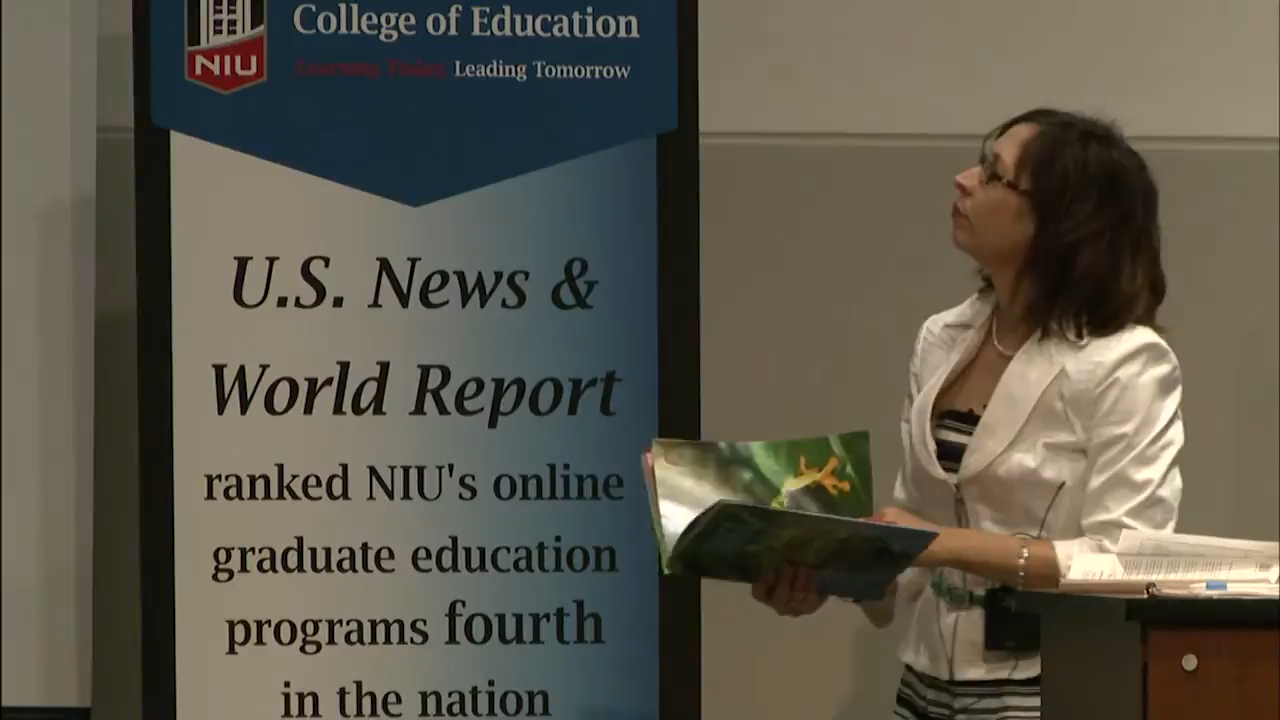 College of Education
NIU
Learning Today, Leading Tomorrow
U.S. News &
World Report
ranked NIU's online
graduate education
programs fourth
in the nation